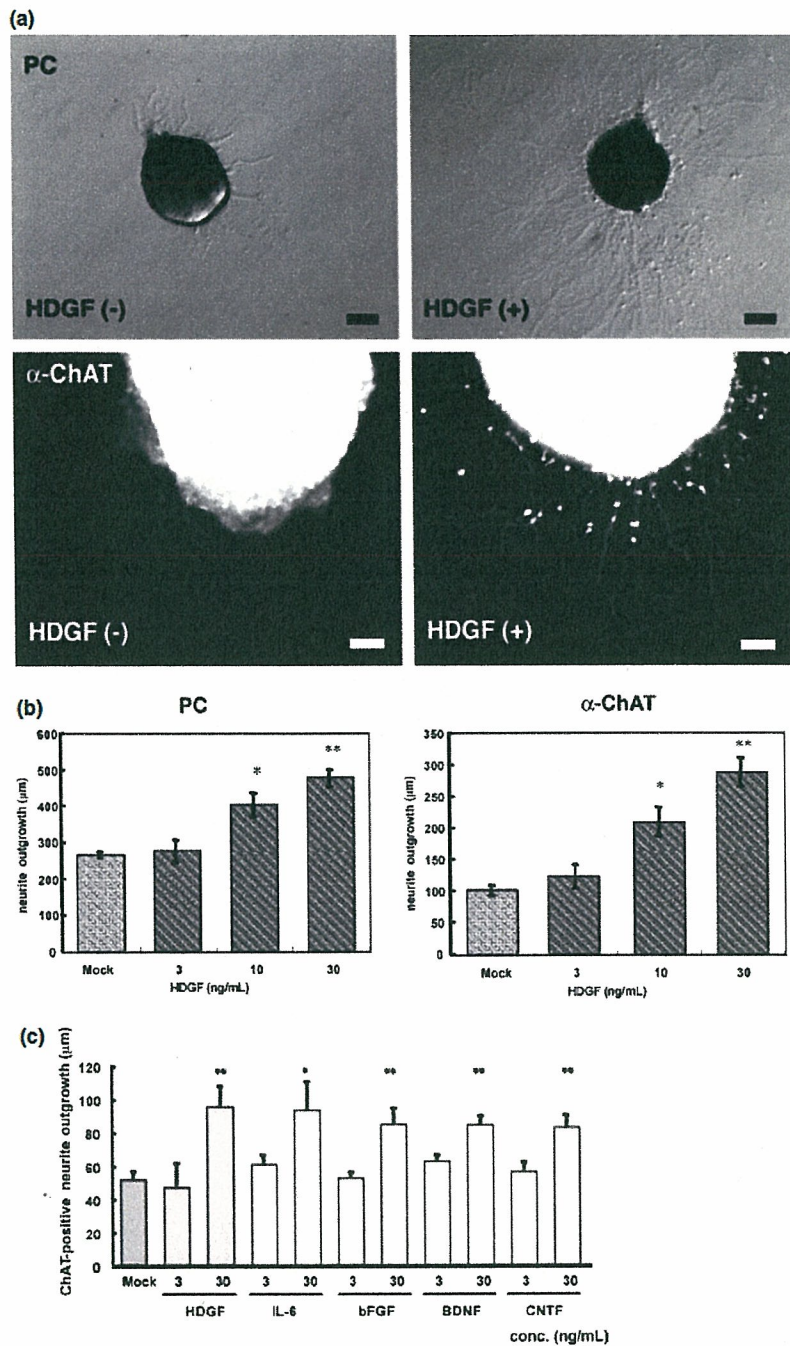 (a)
PC
HDGF (-)
HDGF (+)
α-ChAT
HDGF (-)
HDGF (+)
(b)
PC
α-ChAT
neurite outgrowth (μm)
600
500
400
300
200
100
0
*
**
Mock 3 10 30
HDGF (ng/mL)
neurite outgrowth (μm)
350
300
250
200
150
100
50
0
*
**
Mock 3 10 30
HDGF (ng/mL)
(c)
ChAT-positive neurite outgrowth (μm)
120
100
80
60
40
20
0
** * ** ** **
Mock 3 30 3 30 3 30 3 30 3 30
HDGF IL-6 bFGF BDNF CNTF
conc. (ng/mL)